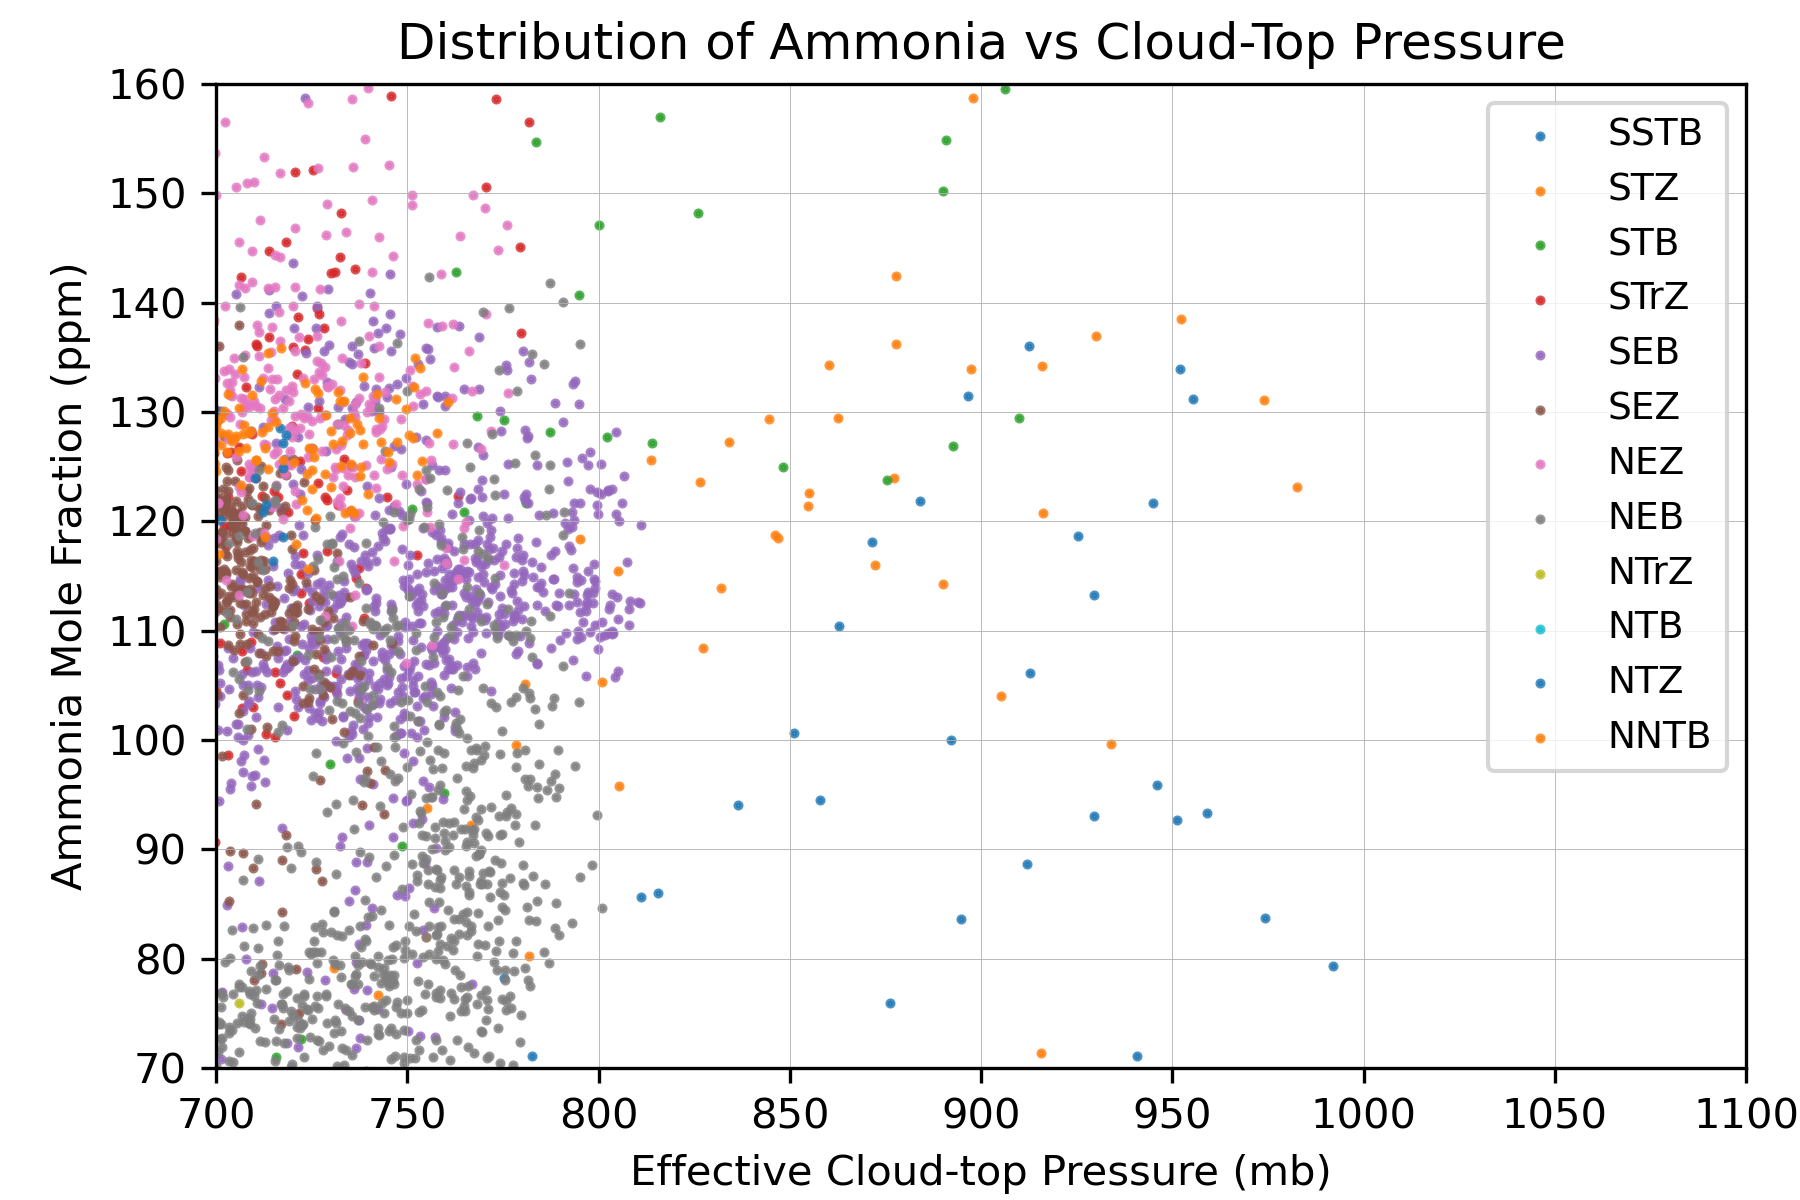 Distribution of Ammonia vs Cloud-Top Pressure
160
150
140
130
120
110
100
90
80
70
Ammonia Mole Fraction (ppm)
SSTB
STZ
STB
STrZ
SEB
SEZ
NEZ
NEB
NTrZ
NTB
NTZ
NNTB
700 750 800 850 900 950 1000 1050 1100
Effective Cloud-top Pressure (mb)